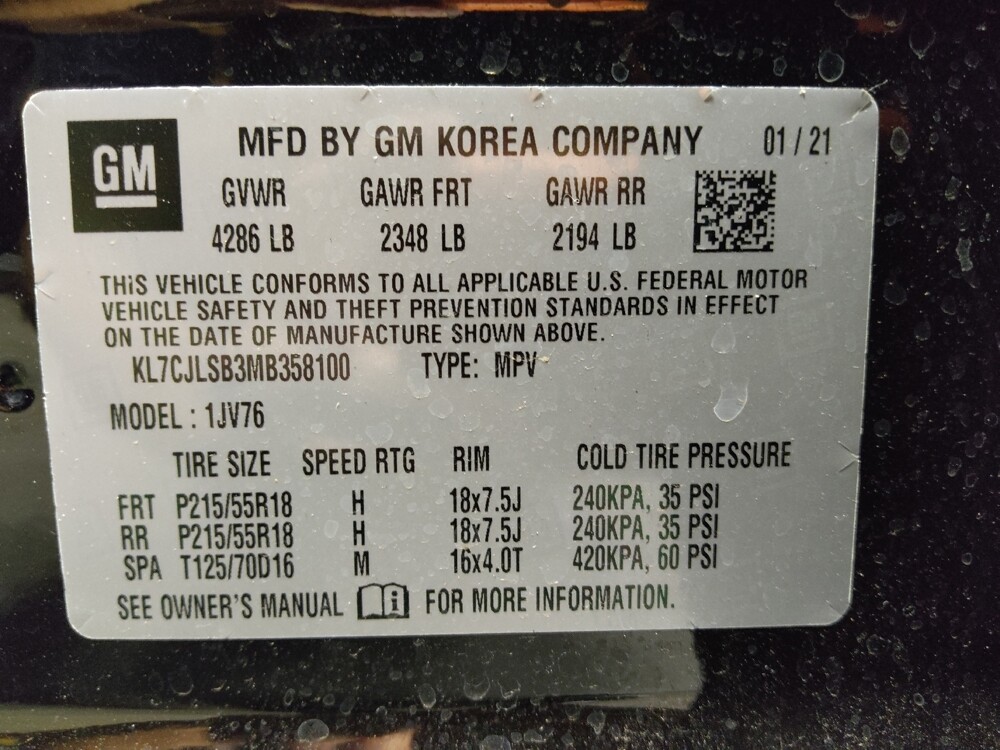 GM
MFD BY GM KOREA COMPANY 01/21
GVWR GAWR FRT GAWR RR
4286 LB 2348 LB 2194 LB
THIS VEHICLE CONFORMS TO ALL APPLICABLE U.S. FEDERAL MOTOR
VEHICLE SAFETY AND THEFT PREVENTION STANDARDS IN EFFECT
ON THE DATE OF MANUFACTURE SHOWN ABOVE.
KL7CJLSB3MB358100 TYPE: MPV
MODEL : 1JV76
TIRE SIZE SPEED RTG RIM COLD TIRE PRESSURE
FRT P215/55R18 H 18x7.5J 240KPA, 35 PSI
RR P215/55R18 H 18x7.5J 240KPA, 35 PSI
SPA T125/70D16 M 16x4.0T 420KPA, 60 PSI
SEE OWNER'S MANUAL i FOR MORE INFORMATION.